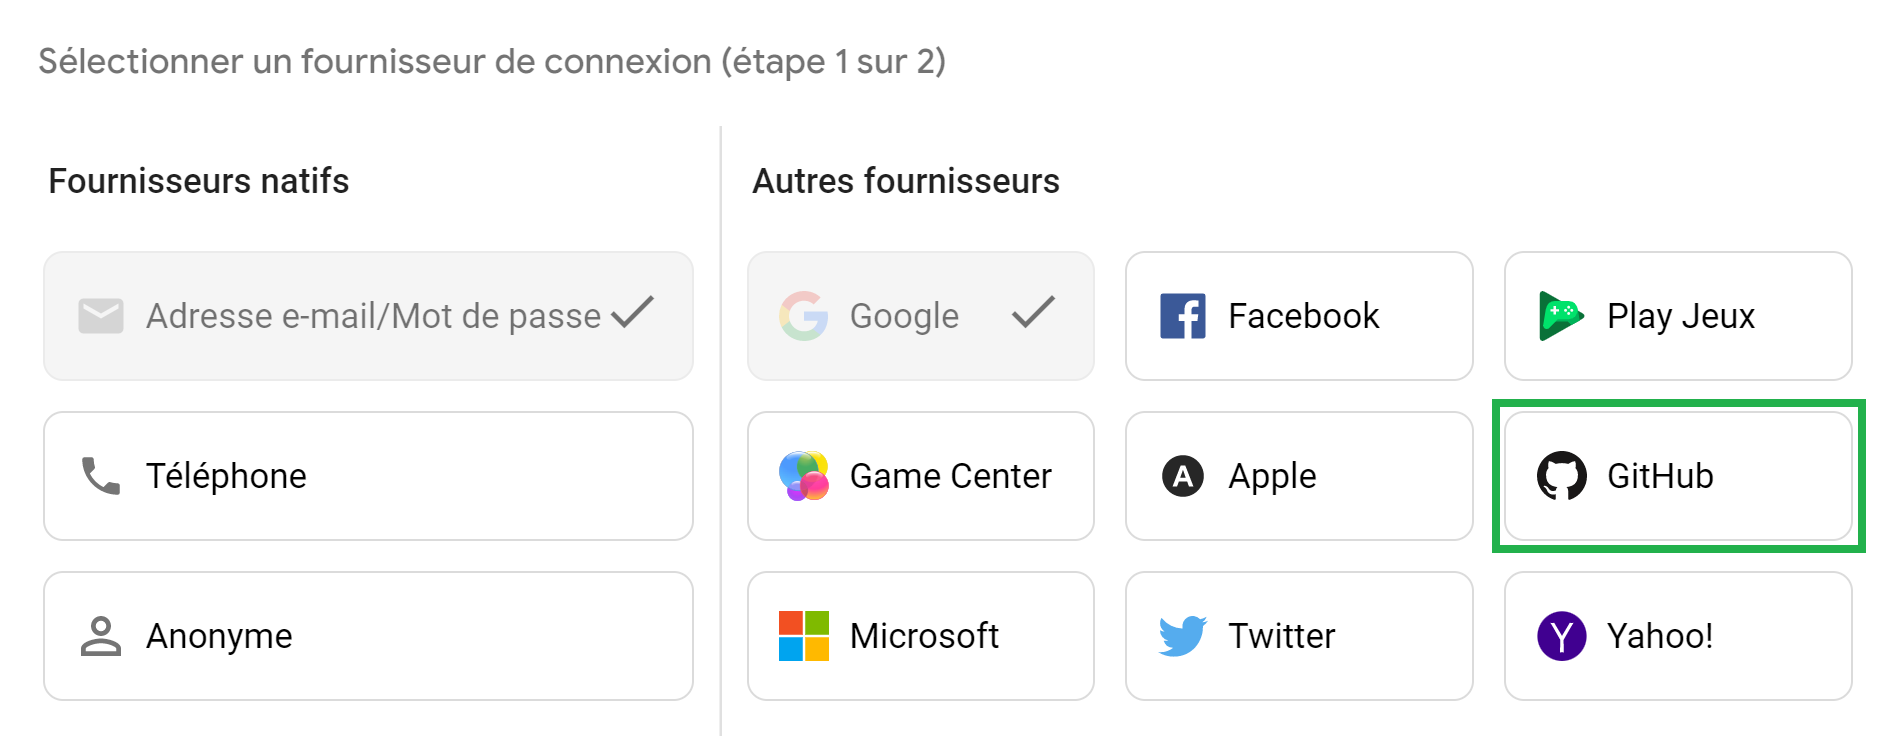 Sélectionner un fournisseur de connexion (étape 1 sur 2)
Fournisseurs natifs
Adresse e-mail/Mot de passe
Téléphone
Anonyme
Autres fournisseurs
Google
Facebook
Play Jeux
Game Center
Apple
GitHub
Microsoft
Twitter
Yahoo!